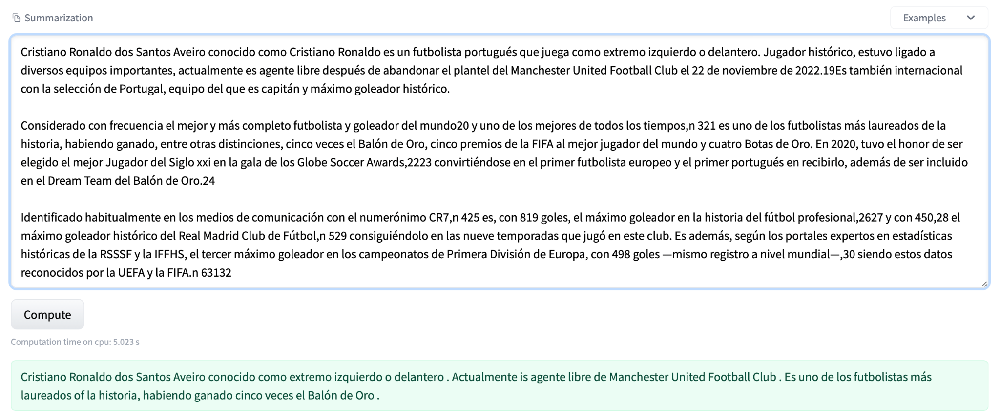 Summarization
Examples
Cristiano Ronaldo dos Santos Aveiro conocido como Cristiano Ronaldo es un futbolista portugués que juega como extremo izquierdo o delantero. Jugador histórico, estuvo ligado a
diversos equipos importantes, actualmente es agente libre después de abandonar el plantel del Manchester United Football Club el 22 de noviembre de 2022.19Es también internacional
con la selección de Portugal, equipo del que es capitán y máximo goleador histórico.
Considerado con frecuencia el mejor y más completo futbolista y goleador del mundo20 y uno de los mejores de todos los tiempos,n 321 es uno de los futbolistas más laureados de la
historia, habiendo ganado, entre otras distinciones, cinco veces el Balón de Oro, cinco premios de la FIFA al mejor jugador del mundo y cuatro Botas de Oro. En 2020, tuvo el honor de ser
elegido el mejor Jugador del Siglo xxi en la gala de los Globe Soccer Awards,2223 convirtiéndose en el primer futbolista europeo y el primer portugués en recibirlo, además de ser incluido
en el Dream Team del Balón de Oro.24
Identificado habitualmente en los medios de comunicación con el numerónimo CR7,n 425 es, con 819 goles, el máximo goleador en la historia del fútbol profesional,2627 y con 450,28 el
máximo goleador histórico del Real Madrid Club de Fútbol,n 529 consiguiéndolo en las nueve temporadas que jugó en este club. Es además, según los portales expertos en estadísticas
históricas de la RSSSF y la IFFHS, el tercer máximo goleador en los campeonatos de Primera División de Europa, con 498 goles —mismo registro a nivel mundial—,30 siendo estos datos
reconocidos por la UEFA y la FIFA.n 63132
Compute
Computation time on cpu: 5.023 s
Cristiano Ronaldo dos Santos Aveiro conocido como extremo izquierdo o delantero . Actualmente is agente libre de Manchester United Football Club . Es uno de los futbolistas más
laureados of la historia, habiendo ganado cinco veces el Balón de Oro .